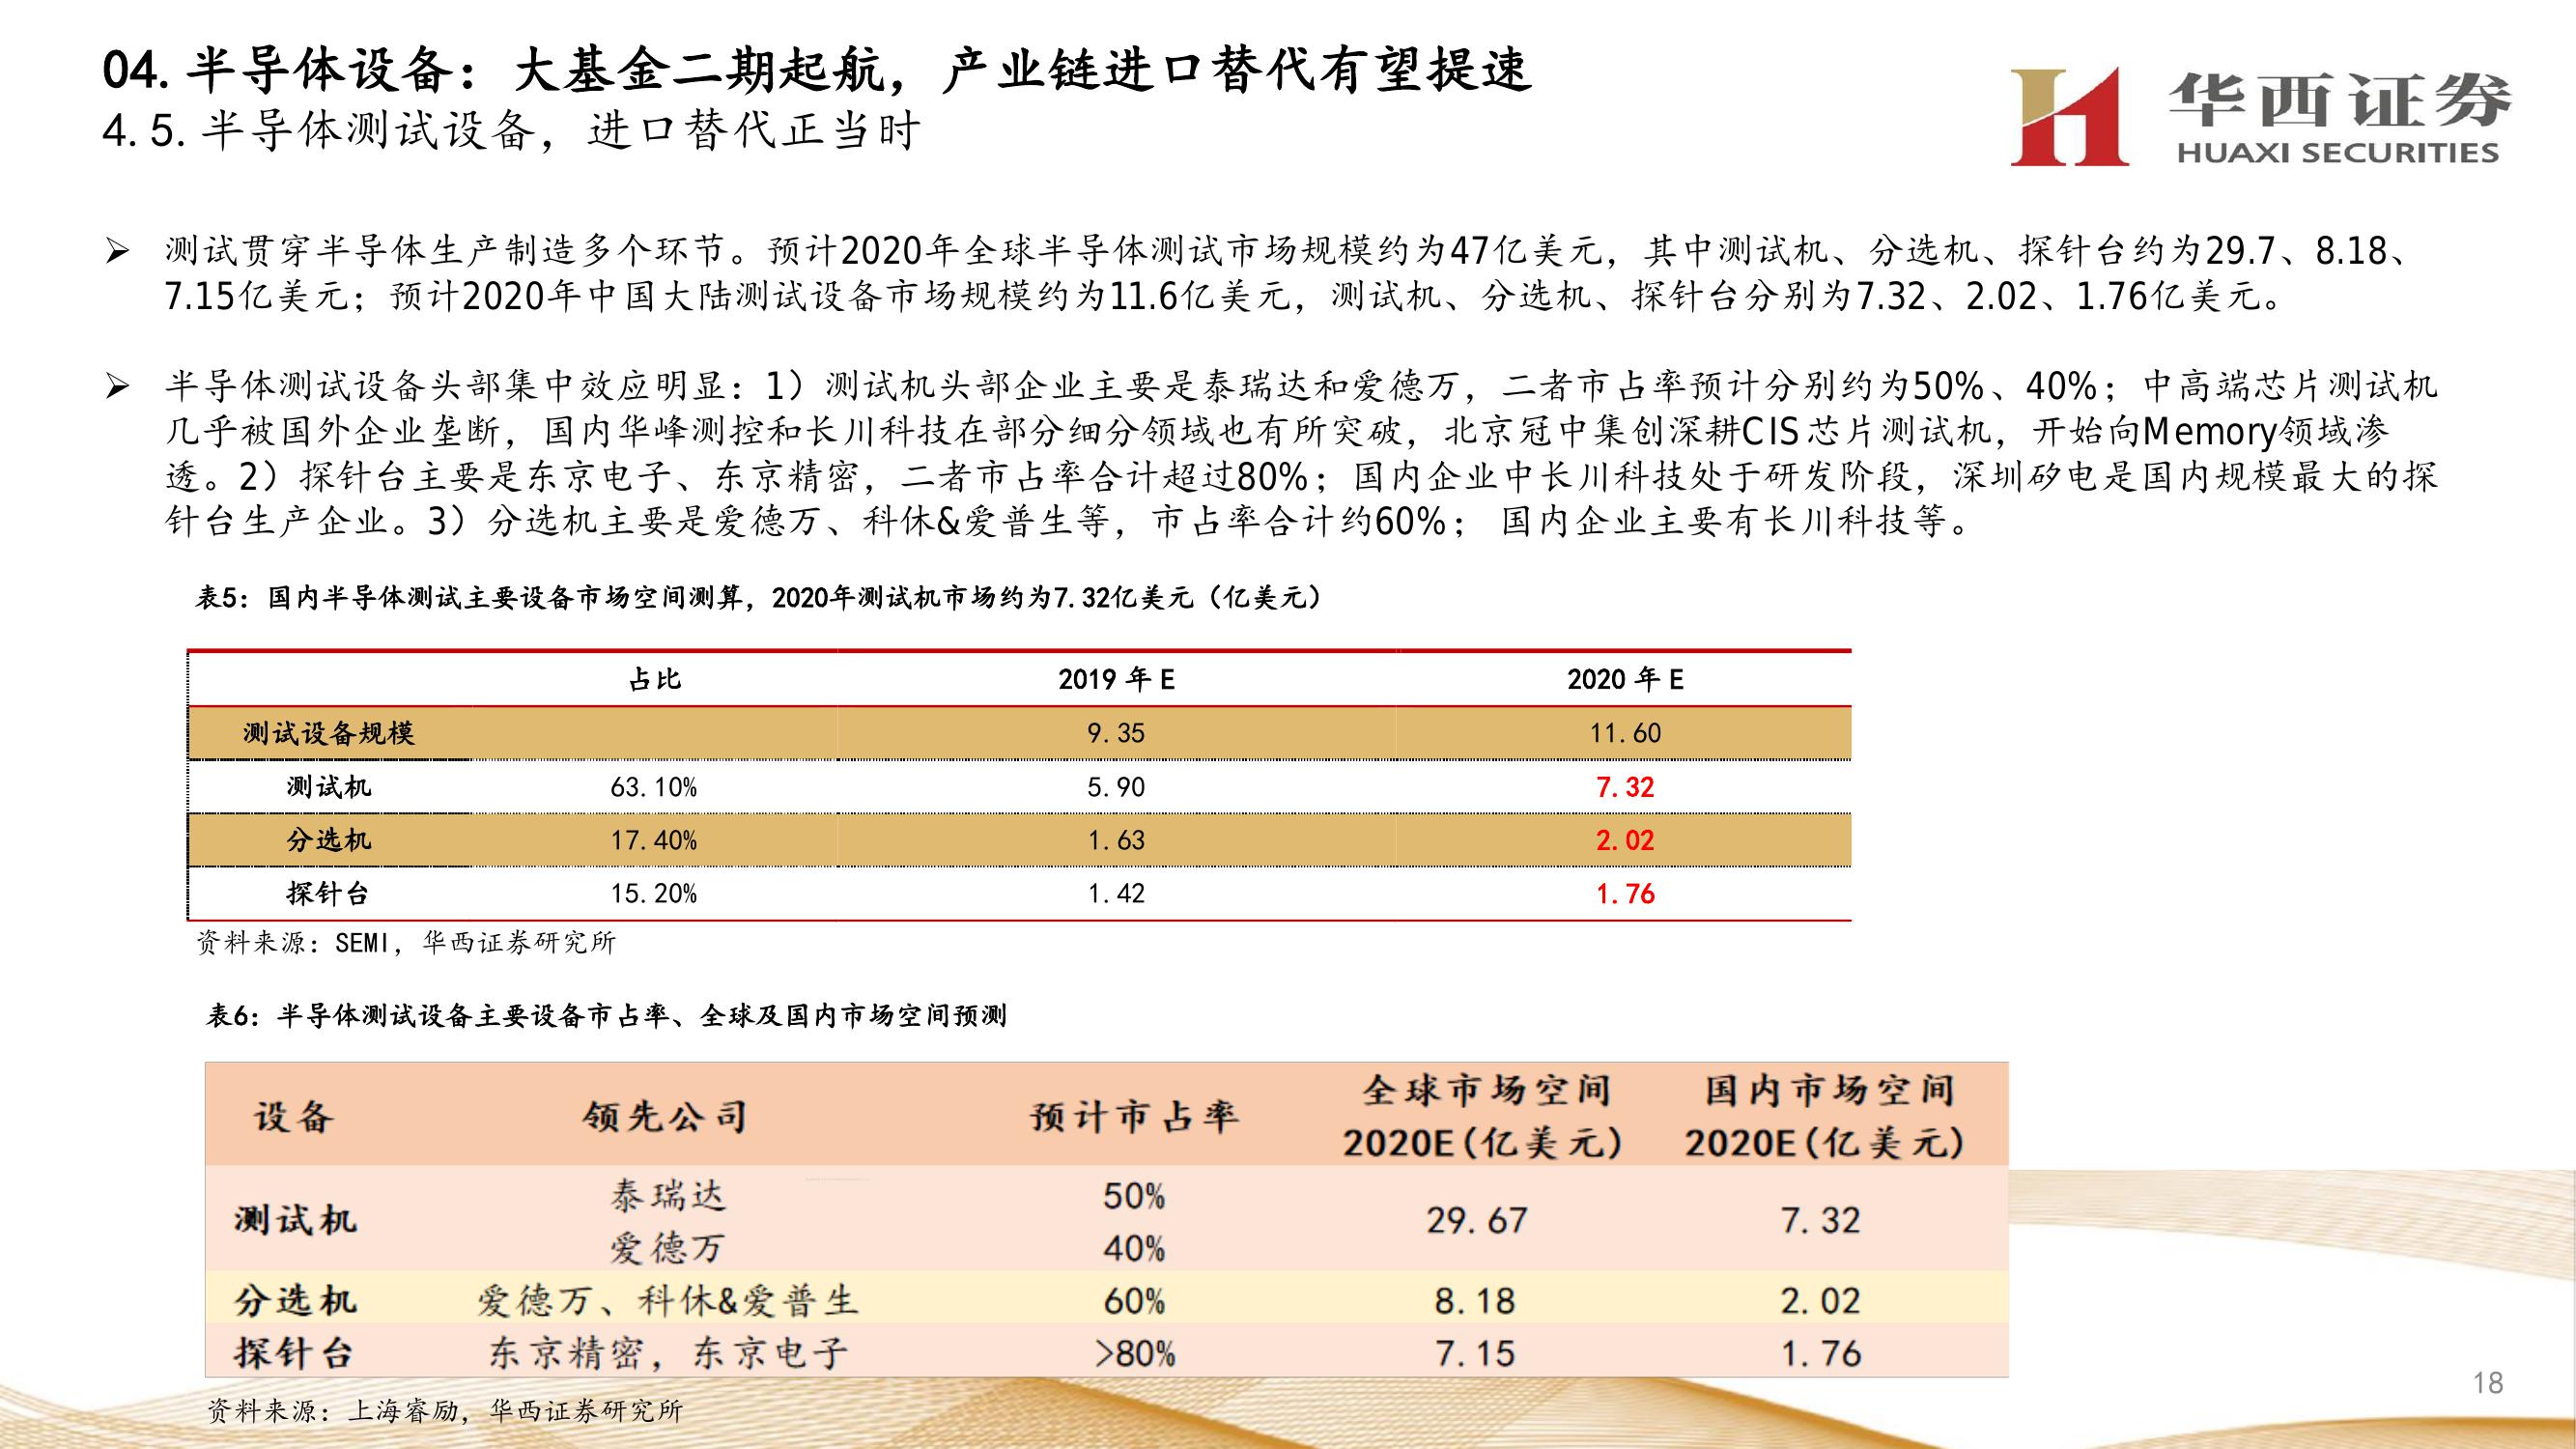 04. 半导体设备：大基金二期起航，产业链进口替代有望提速
4.5. 半导体测试设备，进口替代正当时
华西证券
HUAXI SECURITIES
➢ 测试贯穿半导体生产制造多个环节。预计2020年全球半导体测试市场规模约为47亿美元，其中测试机、分选机、探针台约为29.7、8.18、
7.15亿美元；预计2020年中国大陆测试设备市场规模约为11.6亿美元，测试机、分选机、探针台分别为7.32、2.02、1.76亿美元。
➢ 半导体测试设备头部集中效应明显：1）测试机头部企业主要是泰瑞达和爱德万，二者市占率预计分别约为50%、40%；中高端芯片测试机
几乎被国外企业垄断，国内华峰测控和长川科技在部分细分领域也有所突破，北京冠中集创深耕CIS芯片测试机，开始向Memory领域渗
透。2）探针台主要是东京电子、东京精密，二者市占率合计超过80%；国内企业中长川科技处于研发阶段，深圳矽电是国内规模最大的探
针台生产企业。3）分选机主要是爱德万、科休&爱普生等，市占率合计约60%； 国内企业主要有长川科技等。
表5：国内半导体测试主要设备市场空间测算，2020年测试机市场约为7.32亿美元（亿美元）
占比 2019 年 E 2020 年 E
测试设备规模 9.35 11.60
测试机 63.10% 5.90 7.32
分选机 17.40% 1.63 2.02
探针台 15.20% 1.42 1.76
资料来源：SEMI，华西证券研究所
表6：半导体测试设备主要设备市占率、全球及国内市场空间预测
设备 领先公司 预计市占率 全球市场空间 2020E(亿美元) 国内市场空间 2020E(亿美元)
测试机 泰瑞达 50% 29.67 7.32
爱德万 40%
分选机 爱德万、科休&爱普生 60% 8.18 2.02
探针台 东京精密，东京电子 >80% 7.15 1.76
资料来源：上海睿励，华西证券研究所
18